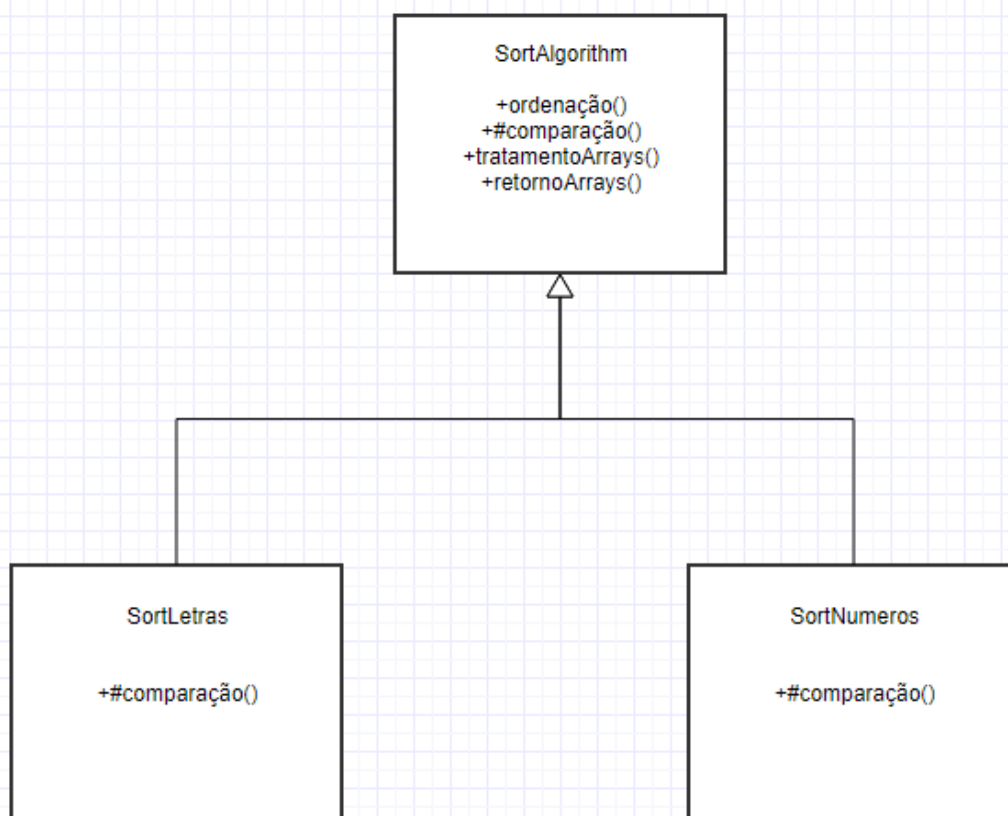 SortAlgorithm
+ordenação()
+#comparação()
+tratamentoArrays()
+retornoArrays()
SortLetras
+#comparação()
SortNumeros
+#comparação()